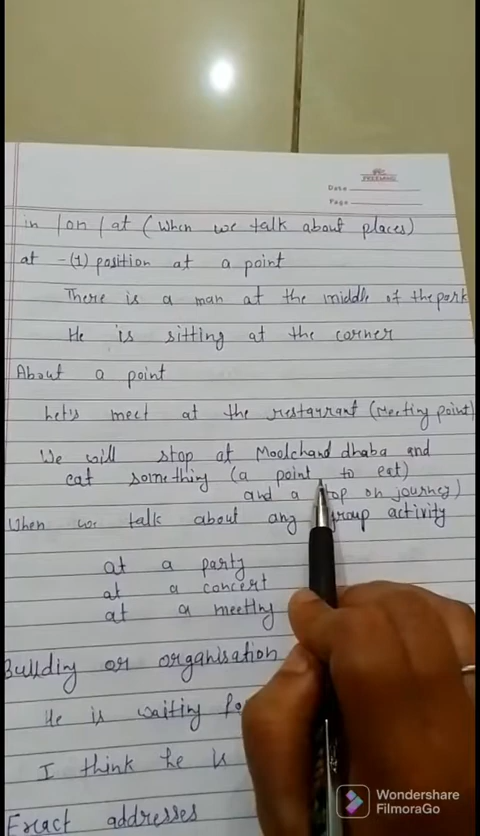 Date
Page
in / on / at (When we talk about places)
at - (1) position at a point
There is a man at the middle of the park
He is sitting at the corner
About a point
Let's meet at the restaurant (Meeting point)
We will stop at Moolchand dhaba and
eat something (a point to eat)
and a stop on journey)
When we talk about any group activity
at a party
at a concert
at a meeting
Building or organisation
He is waiting
I think he is
Exact addresses
Wondershare
FilmoraGo